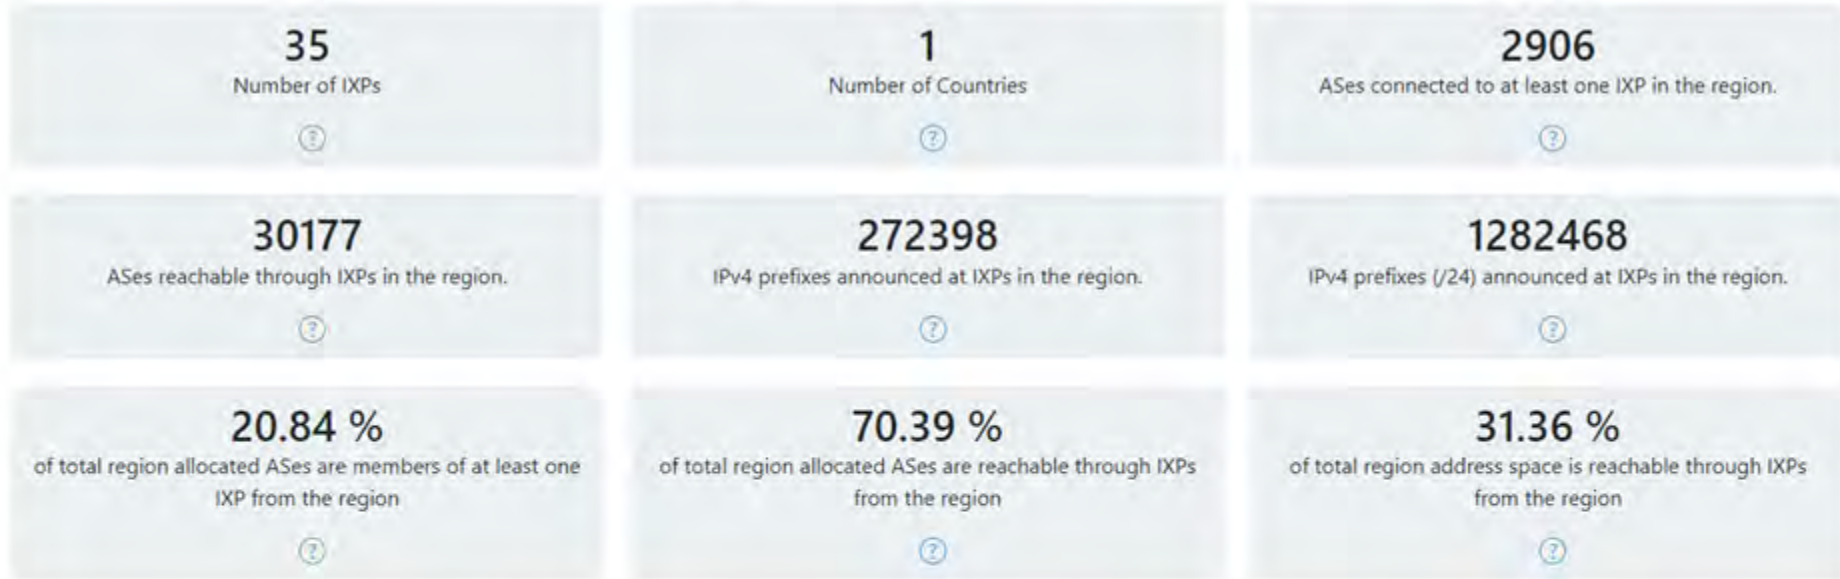 35
Number of IXPs
?
1
Number of Countries
?
2906
ASes connected to at least one IXP in the region.
?
30177
ASes reachable through IXPs in the region.
?
272398
IPv4 prefixes announced at IXPs in the region.
?
1282468
IPv4 prefixes (/24) announced at IXPs in the region.
?
20.84 %
of total region allocated ASes are members of at least one
IXP from the region
?
70.39 %
of total region allocated ASes are reachable through IXPs
from the region
?
31.36 %
of total region address space is reachable through IXPs
from the region
?